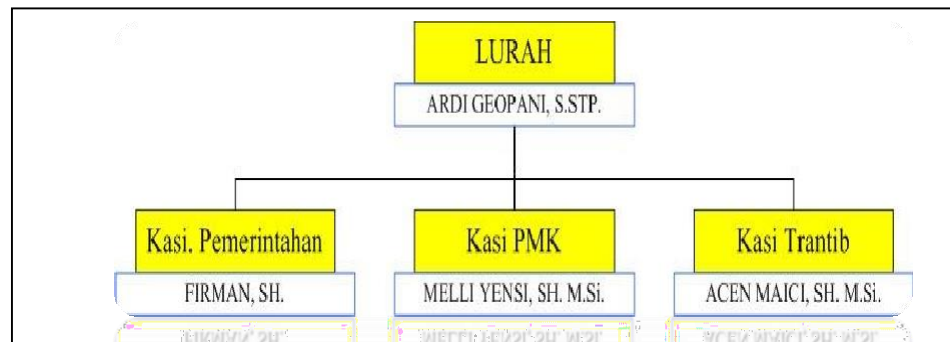 LURAH
ARDI GEOPANI, S.STP.
Kasi. Pemerintahan
Kasi PMK
Kasi Trantib
FIRMAN, SH.
MELLI YENSI, SH. M.Si.
ACEN MAICI, SH. M.Si.